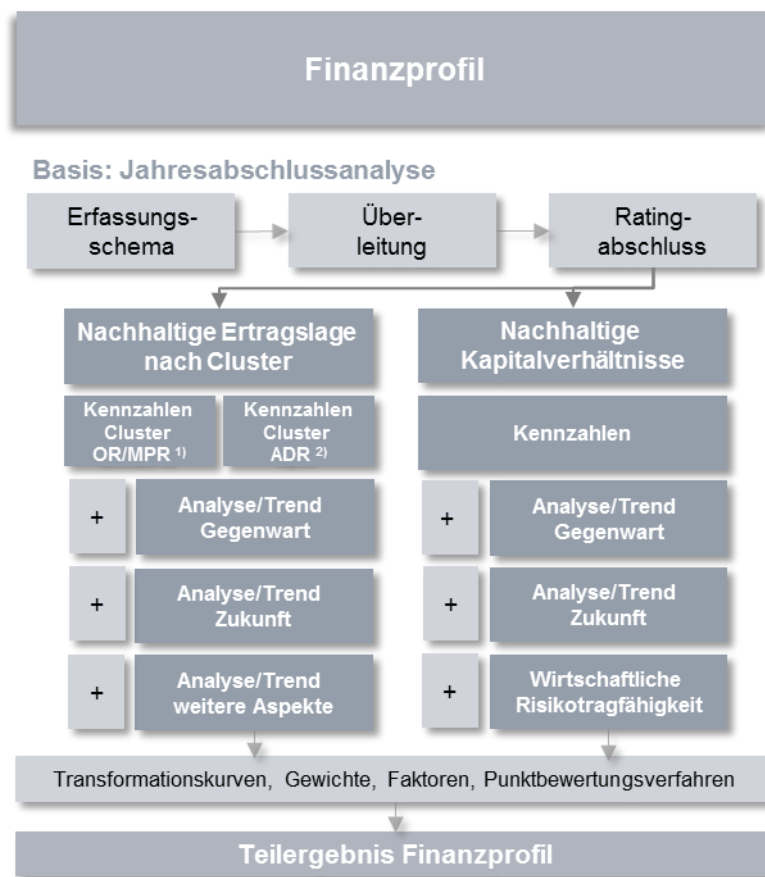 Finanzprofil
Basis: Jahresabschlussanalyse
Erfassungs-
schema
Über-
leitung
Rating-
abschluss
Nachhaltige Ertragslage
nach Cluster
Kennzahlen
Cluster
OR/MPR 1)
Kennzahlen
Cluster
ADR 2)
+
Analyse/Trend
Gegenwart
+
Analyse/Trend
Zukunft
+
Analyse/Trend
weitere Aspekte
Nachhaltige
Kapitalverhältnisse
Kennzahlen
+
Analyse/Trend
Gegenwart
+
Analyse/Trend
Zukunft
+
Wirtschaftliche
Risikotragfähigkeit
Transformationskurven, Gewichte, Faktoren, Punktbewertungsverfahren
Teilergebnis Finanzprofil